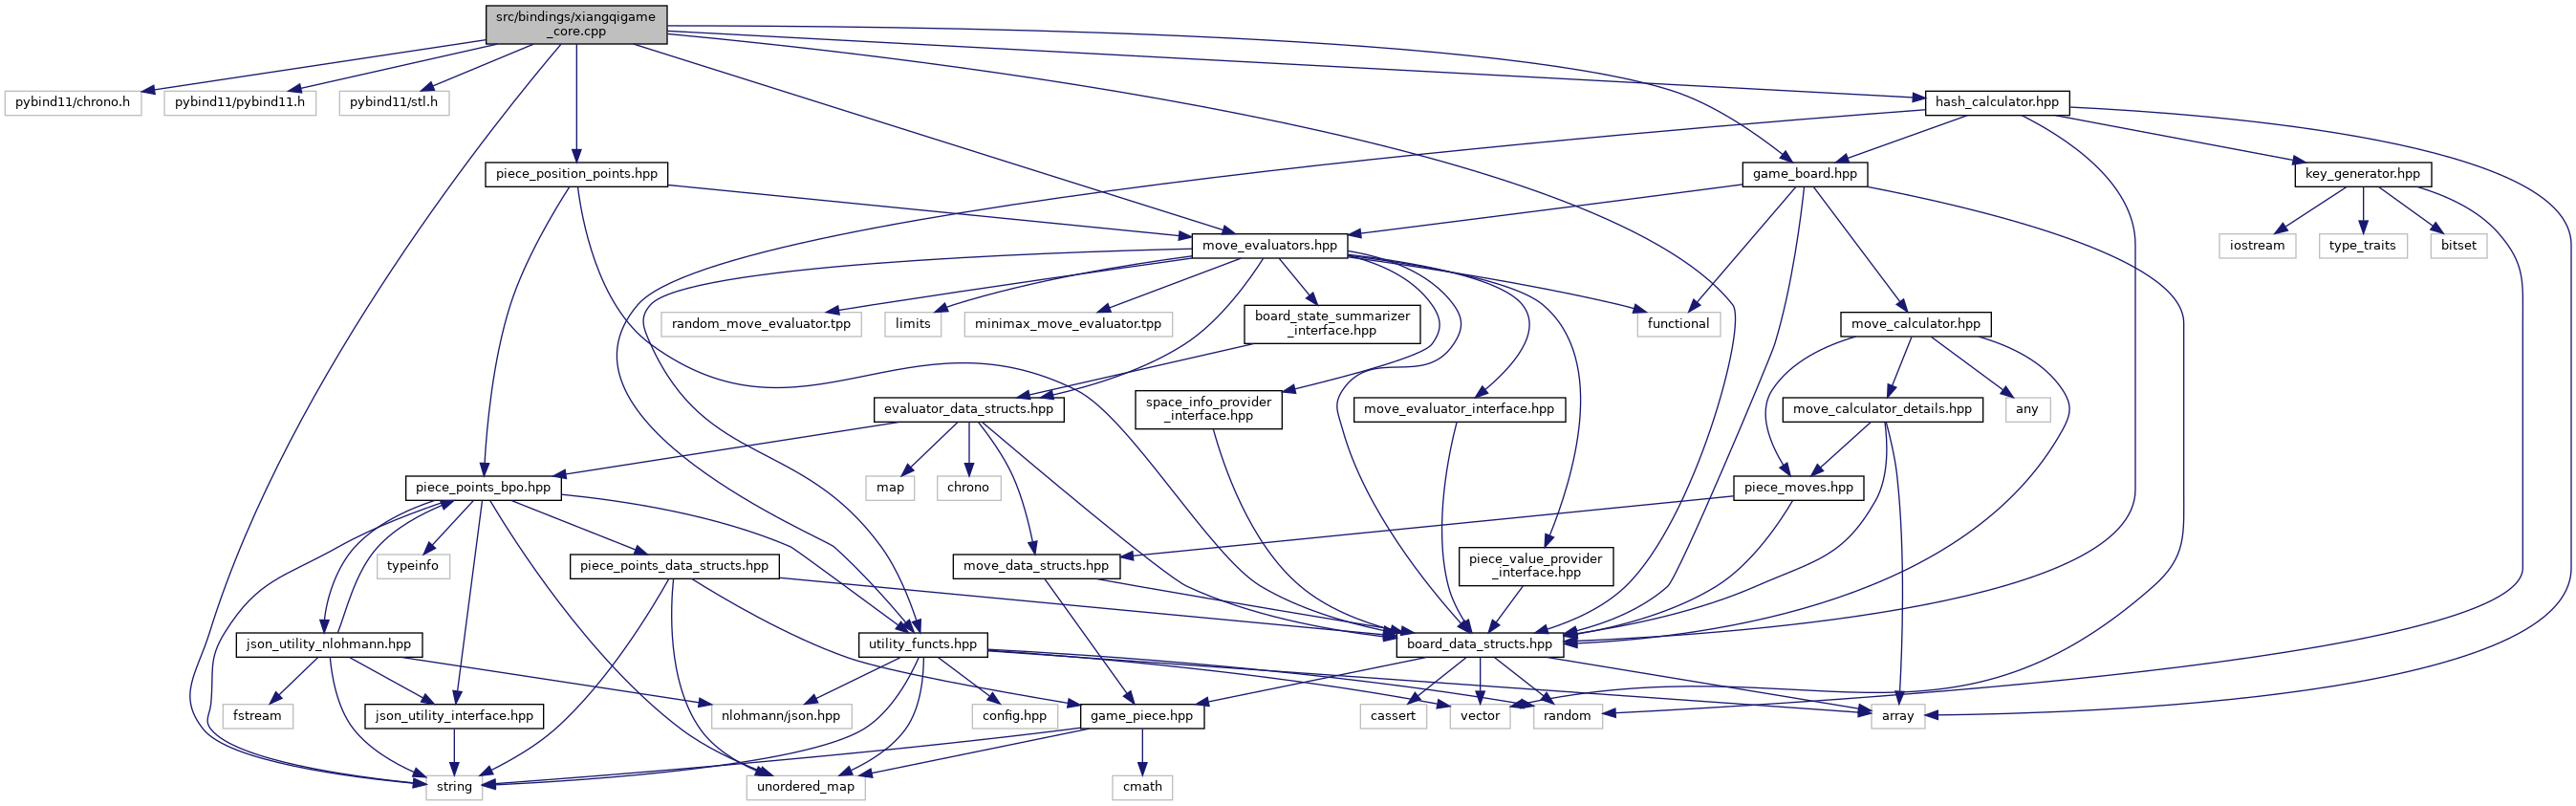 src/bindings/xiangqigame
_core.cpp
pybind11/chrono.h
pybind11/pybind11.h
pybind11/stl.h
hash_calculator.hpp
piece_position_points.hpp
game_board.hpp
key_generator.hpp
move_evaluators.hpp
iostream
type_traits
bitset
random_move_evaluator.tpp
limits
minimax_move_evaluator.tpp
board_state_summarizer
_interface.hpp
functional
move_calculator.hpp
evaluator_data_structs.hpp
space_info_provider
_interface.hpp
move_evaluator_interface.hpp
move_calculator_details.hpp
any
piece_points_bpo.hpp
map
chrono
piece_moves.hpp
typeinfo
piece_points_data_structs.hpp
move_data_structs.hpp
piece_value_provider
_interface.hpp
json_utility_nlohmann.hpp
utility_functs.hpp
board_data_structs.hpp
fstream
json_utility_interface.hpp
nlohmann/json.hpp
config.hpp
game_piece.hpp
cassert
vector
random
array
string
unordered_map
cmath